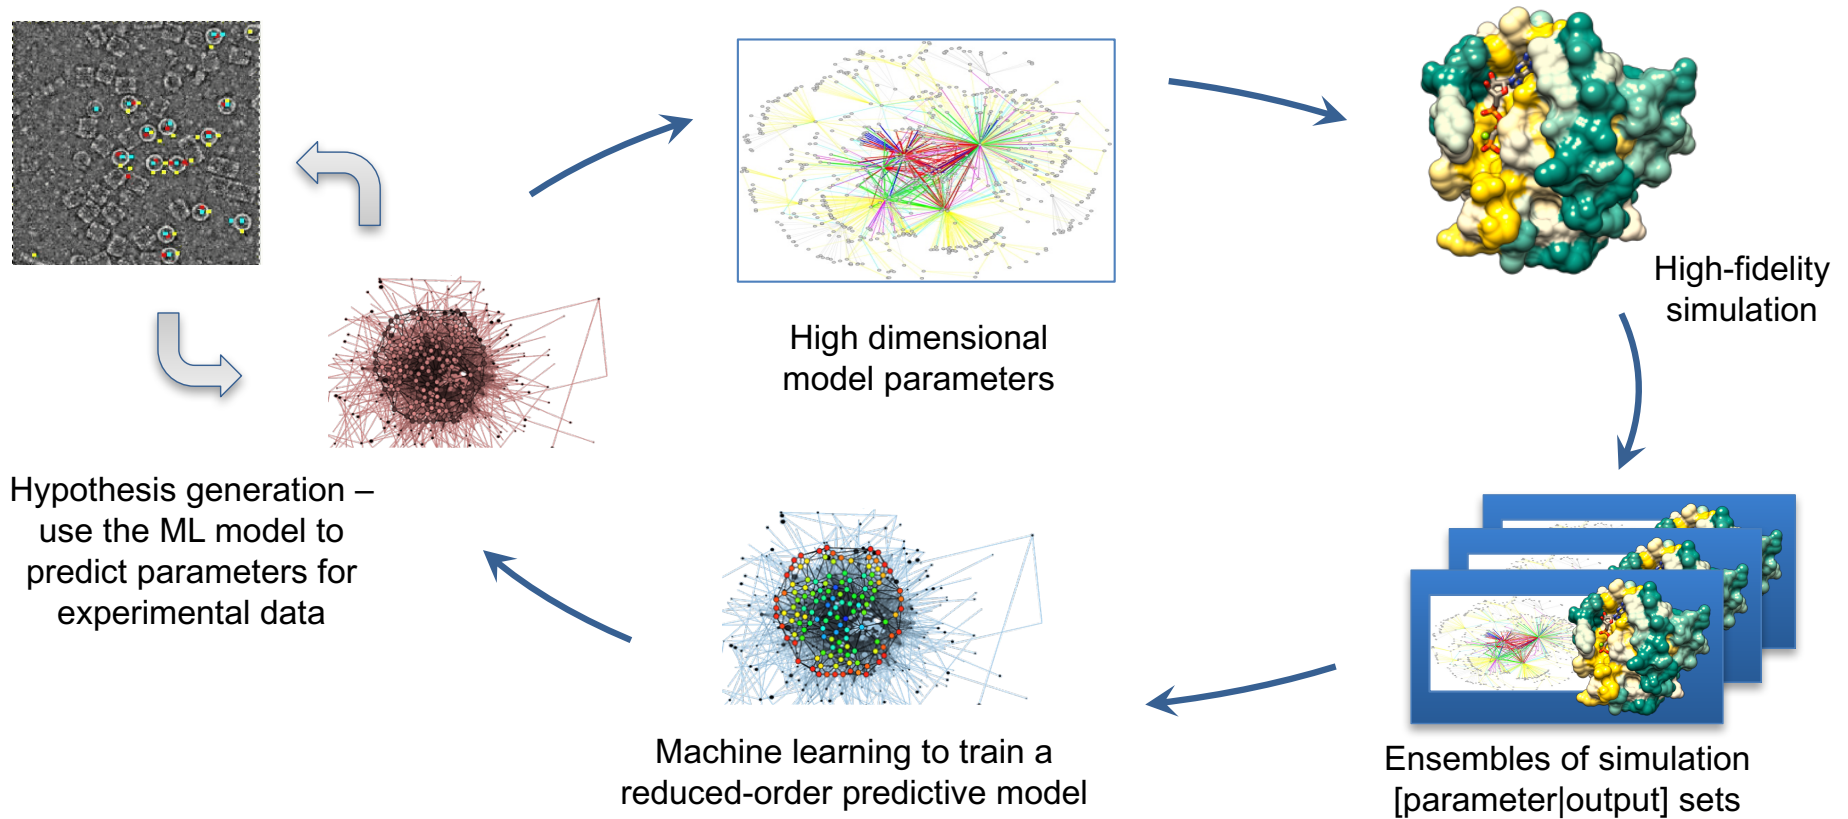 High dimensional
model parameters
High-fidelity
simulation
Hypothesis generation –
use the ML model to
predict parameters for
experimental data
Machine learning to train a
reduced-order predictive model
Ensembles of simulation
[parameter|output] sets